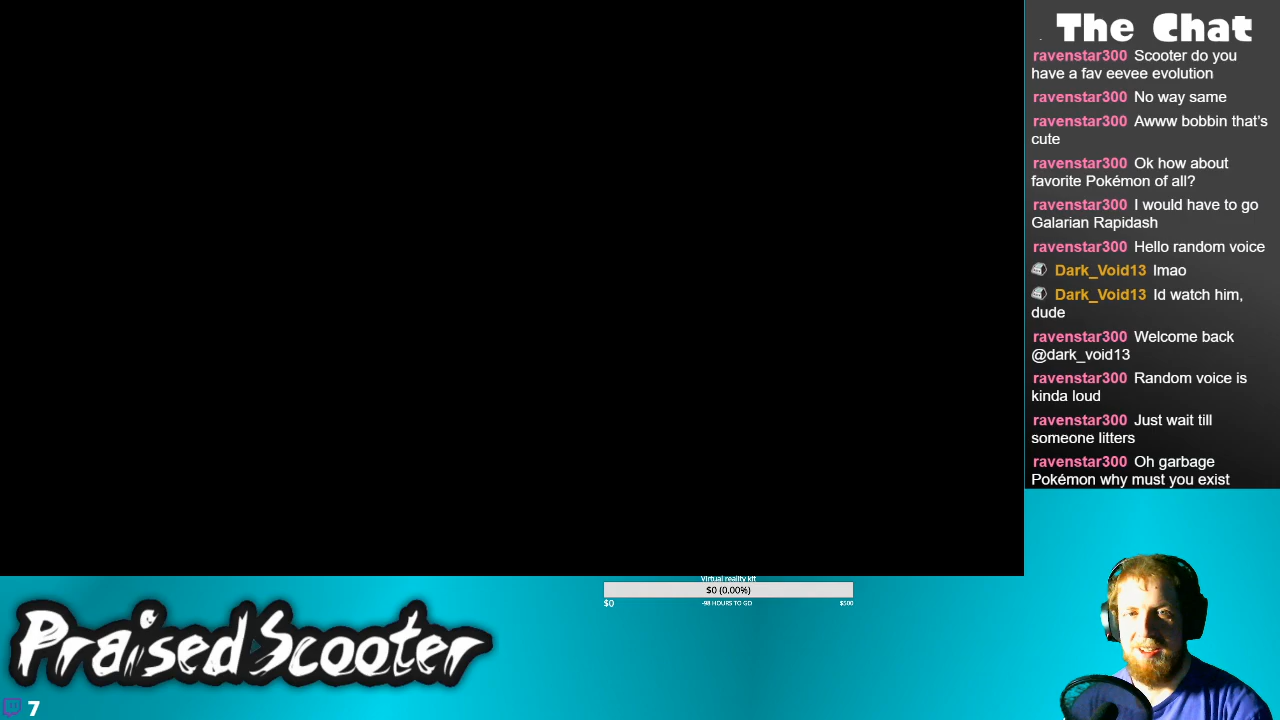 The Chat
ravenstar300 Scooter do you
have a fav eevee evolution
ravenstar300 No way same
ravenstar300 Awww bobbin that's
cute
ravenstar300 Ok how about
favorite Pokémon of all?
ravenstar300 I would have to go
Galarian Rapidash
ravenstar300 Hello random voice
Dark_Void13 lmao
Dark_Void13 Id watch him,
dude
ravenstar300 Welcome back
@dark_void13
ravenstar300 Random voice is
kinda loud
ravenstar300 Just wait till
someone litters
ravenstar300 Oh garbage
Pokémon why must you exist
Virtual reality kit
$0 (0.00%)
$0 -98 HOURS TO GO $500
Praised Scooter
7